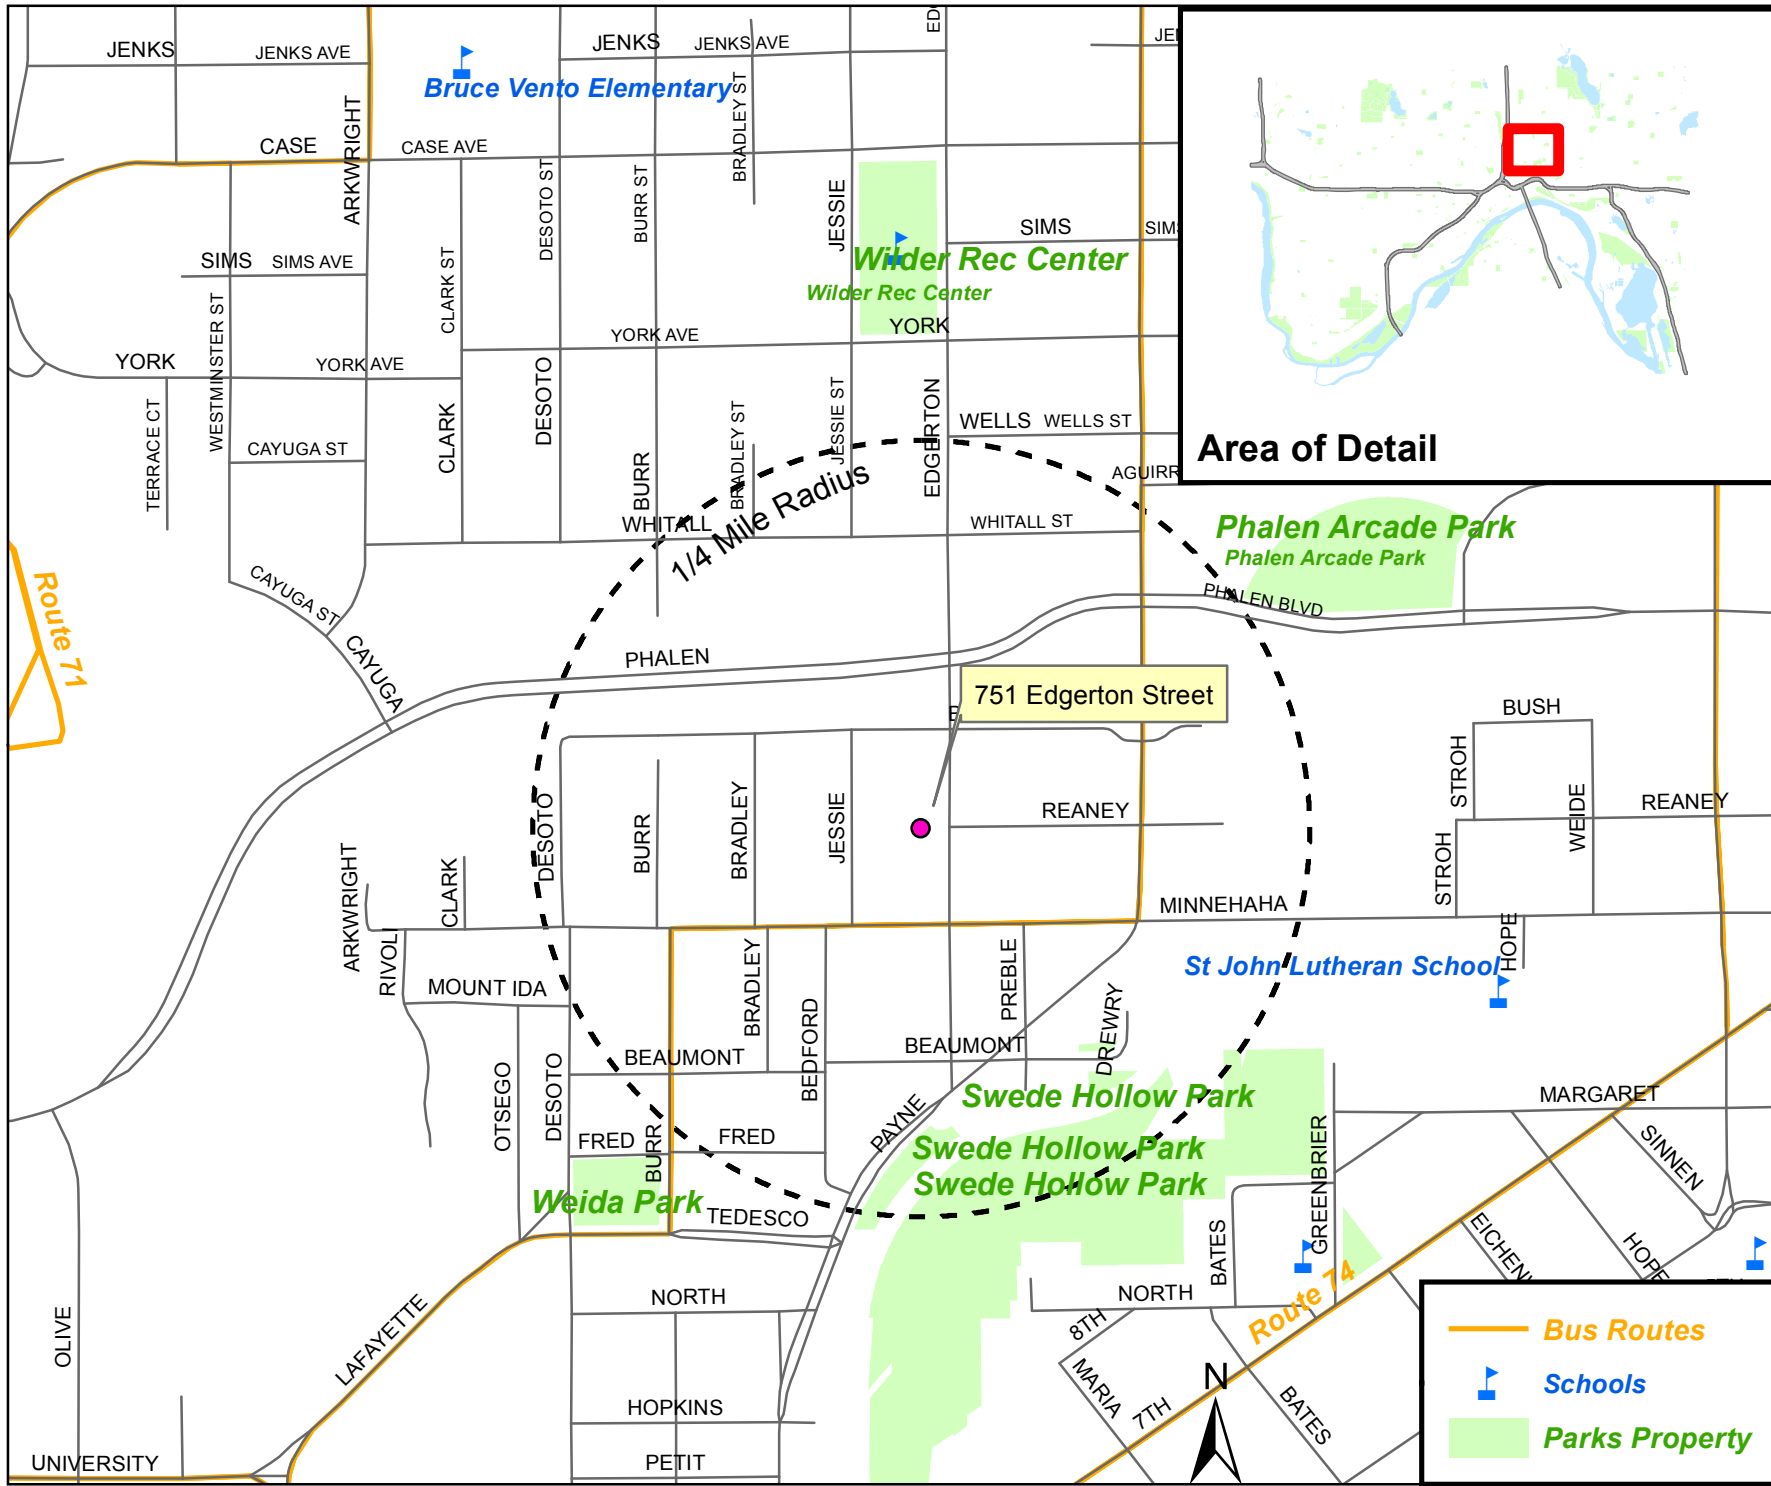 JENKS
JENKS AVE
JENKS
JENKS AVE
Bruce Vento Elementary
BRADLEY ST
ARKWRIGHT
CASE
CASE AVE
DESOTO ST
BURR ST
JESSIE
SIMS
SIMS
SIMS AVE
Wilder Rec Center
Wilder Rec Center
WESTMINSTER ST
CLARK ST
YORK
YORK AVE
YORK AVE
YORK
TERRACE CT
CAYUGA ST
CLARK
DESOTO
BURR
BRADLEY ST
JESSIE ST
EDGERTON
WELLS
WELLS ST
Area of Detail
WHITALL
WHITALL ST
1/4 Mile Radius
Phalen Arcade Park
Phalen Arcade Park
PHALEN BLVD
Route 71
CAYUGA ST
CAYUGA
PHALEN
751 Edgerton Street
BUSH
STROH
WEIDE
REANEY
REANEY
DESOTO
BURR
BRADLEY
JESSIE
ARKWRIGHT
CLARK
STROH
MINNEHAHA
RIVOLI
MOUNT IDA
BRADLEY
BEDFORD
PREBLE
DREWRY
St John Lutheran School
HOPE
OTSEGO
DESOTO
BEAUMONT
BEAUMONT
Swede Hollow Park
MARGARET
FRED
BURR
FRED
PAYNE
Swede Hollow Park
Swede Hollow Park
GREENBRIER
SINNEN
Weida Park
TEDESCO
BATES
HOPE
OLIVE
LAFAYETTE
NORTH
NORTH
Route 74
8TH
MARIA
7TH
BATES
N
HOPKINS
UNIVERSITY
PETIT
Bus Routes
Schools
Parks Property